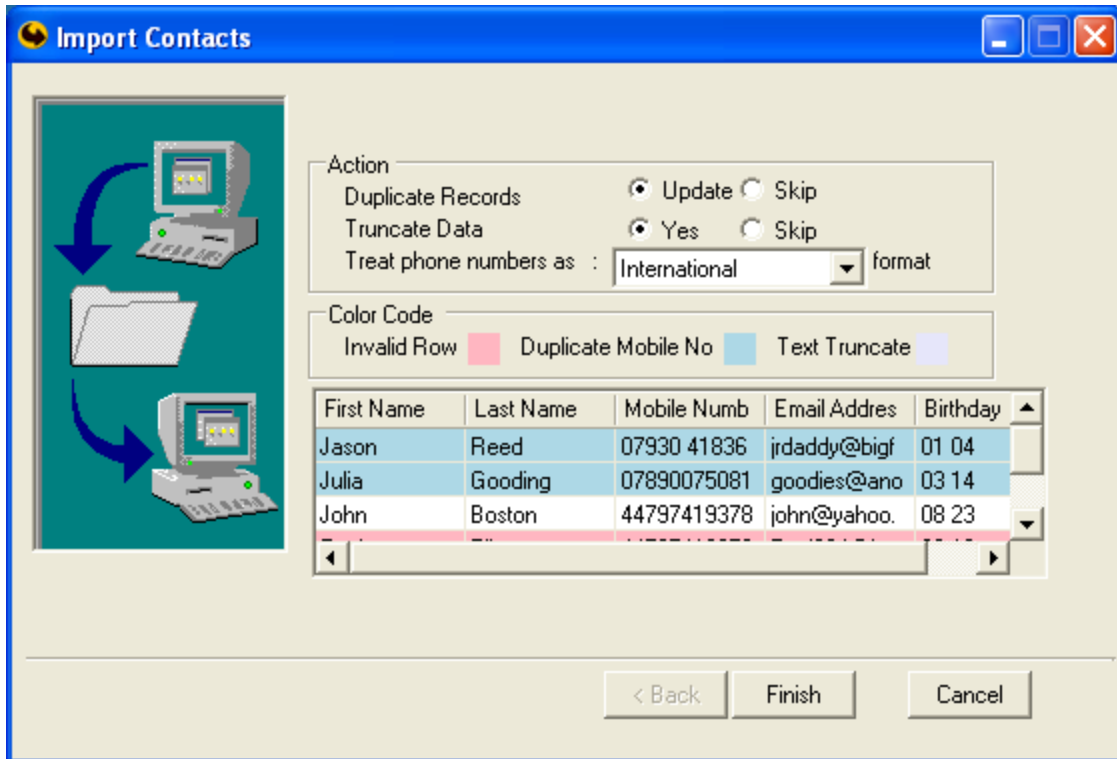 Import Contacts
Action
Duplicate Records Update Skip
Truncate Data Yes Skip
Treat phone numbers as : International format
Color Code
Invalid Row Duplicate Mobile No Text Truncate
First Name Last Name Mobile Numb Email Addres Birthday
Jason Reed 07930 41836 jrdaddy@bigf 01 04
Julia Gooding 07890075081 goodies@ano 03 14
John Boston 44797419378 john@yahoo. 08 23
< Back Finish Cancel